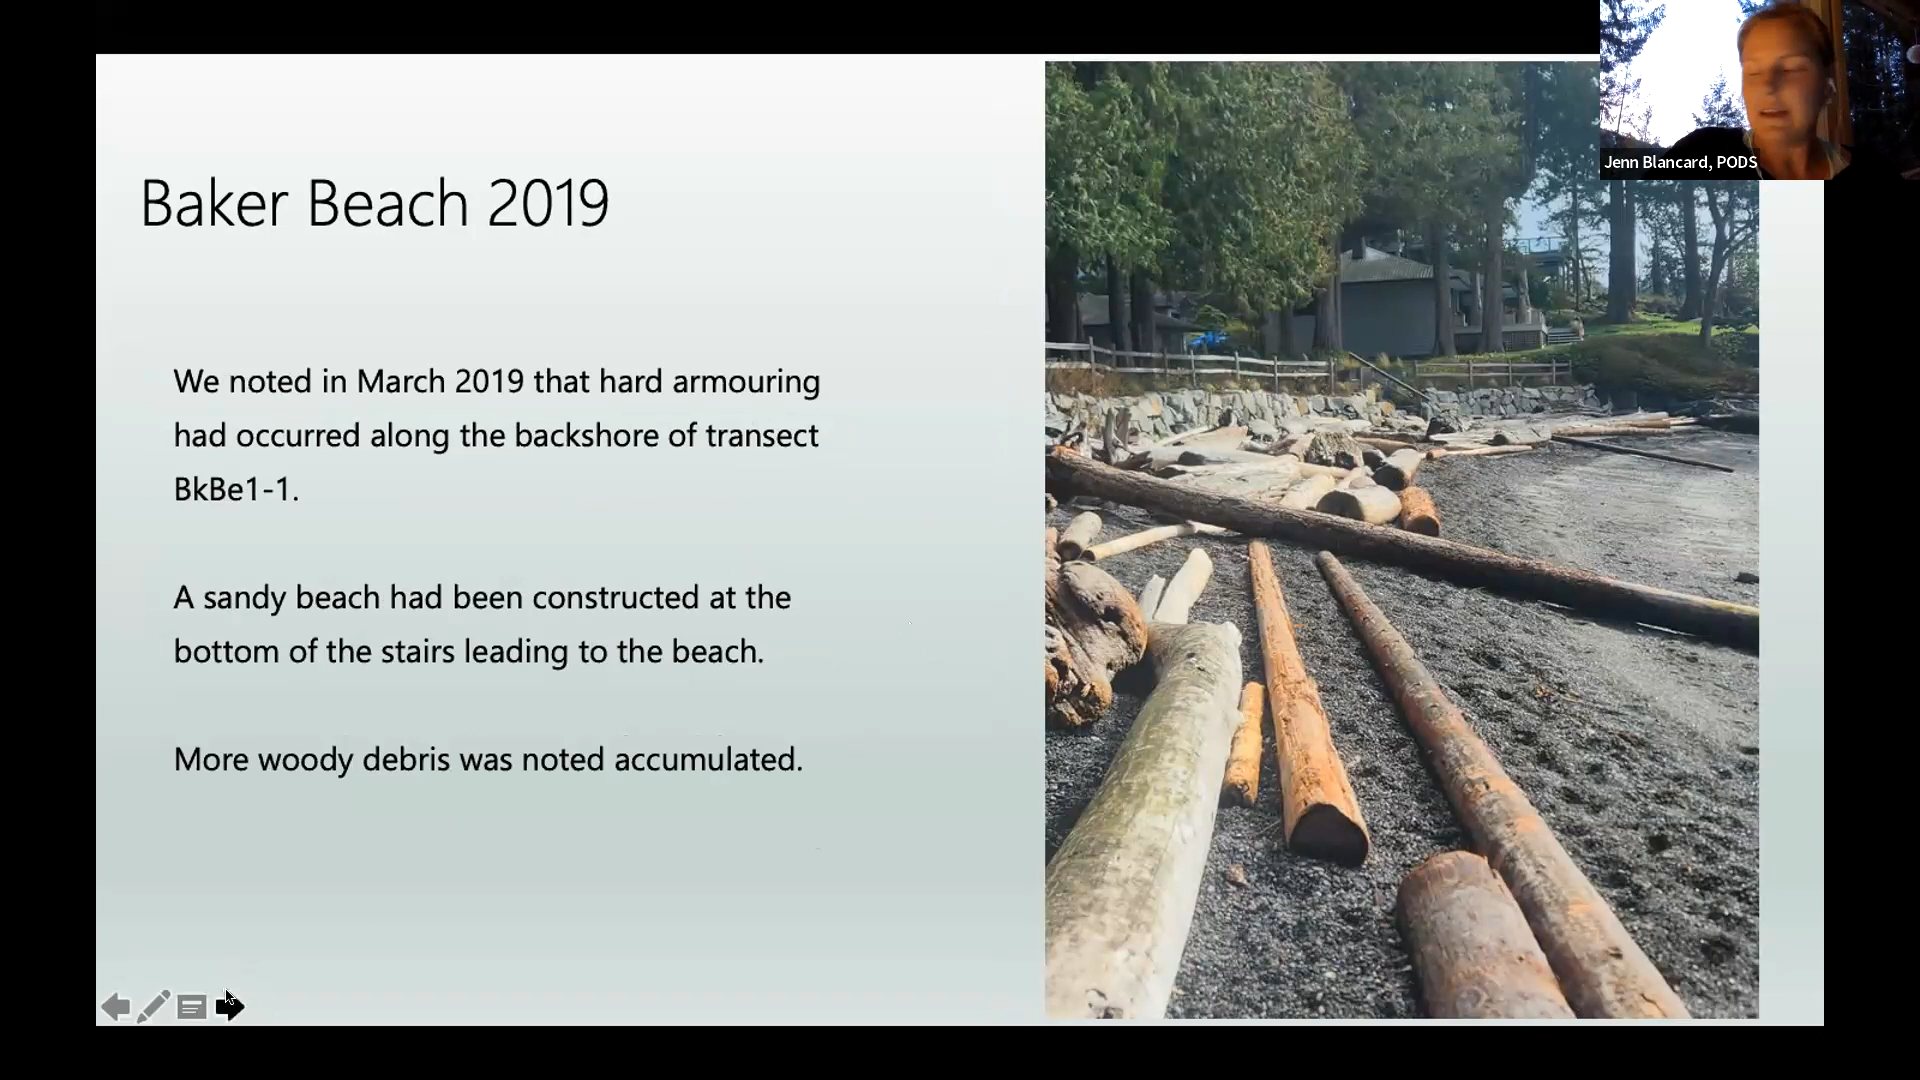 Jenn Blancard, PODS
Baker Beach 2019
We noted in March 2019 that hard armouring
had occurred along the backshore of transect
BkBe1-1.
A sandy beach had been constructed at the
bottom of the stairs leading to the beach.
More woody debris was noted accumulated.